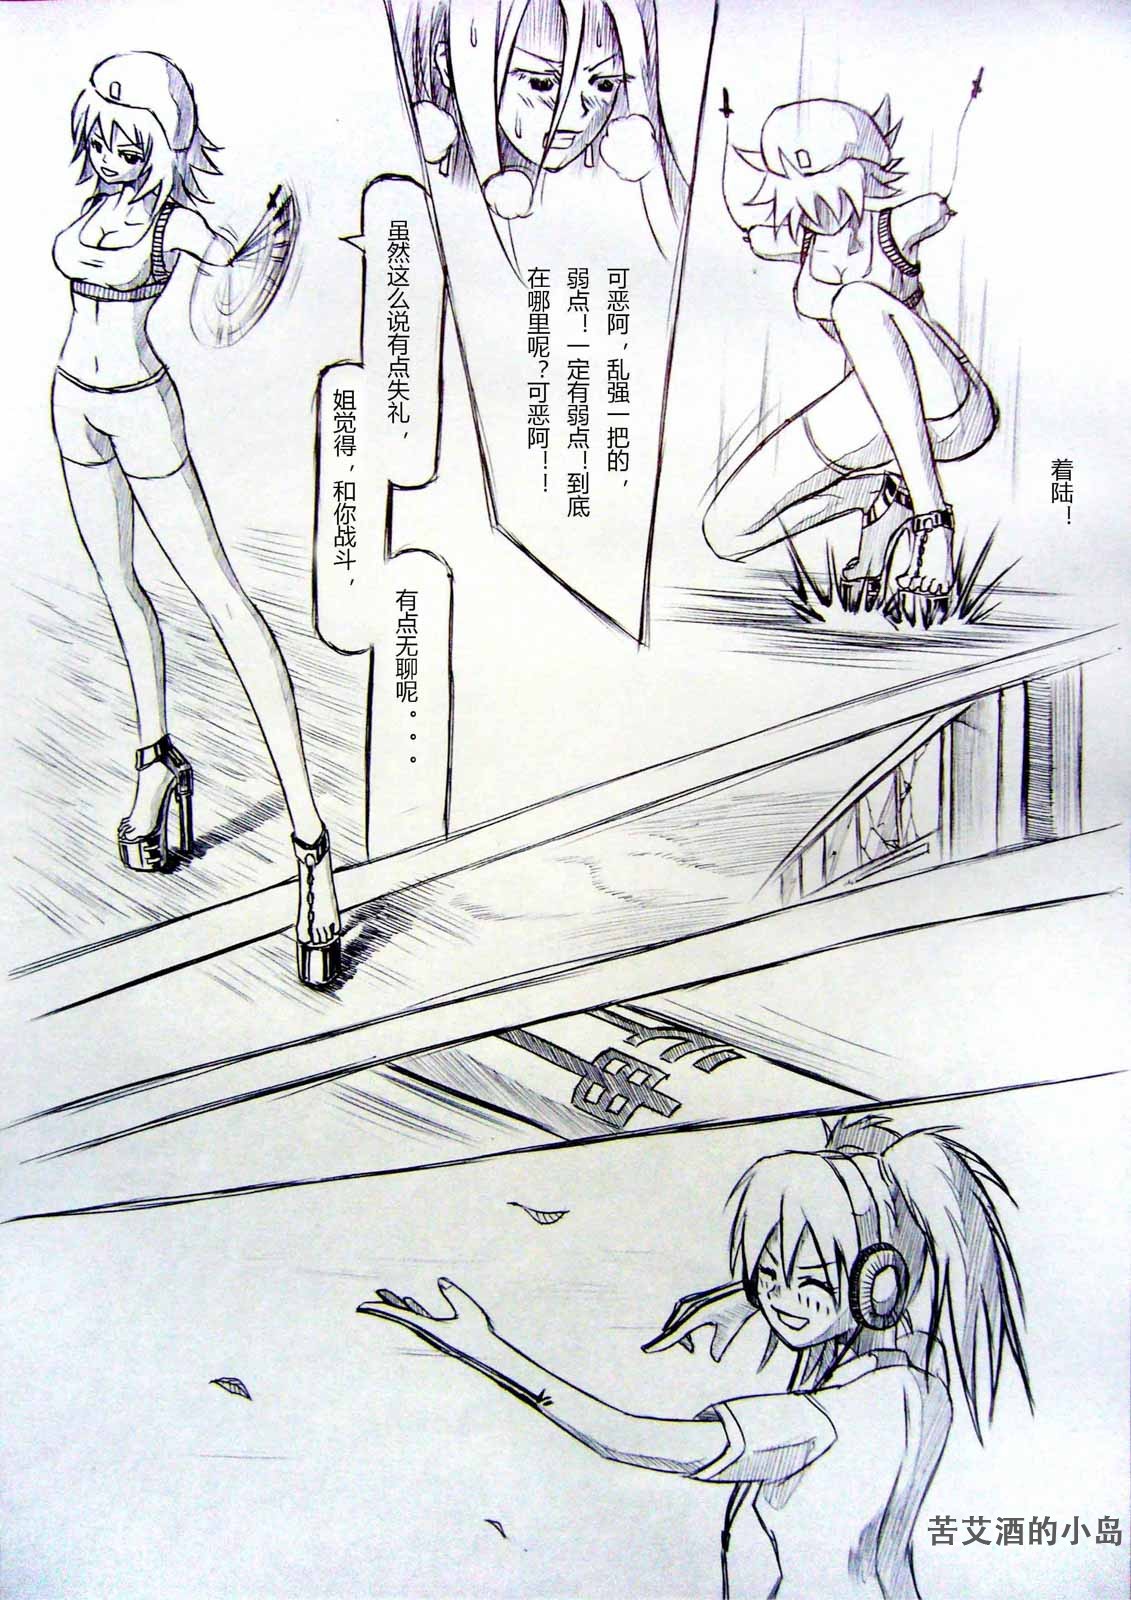 着陆！
可恶阿，乱强一把的，
弱点！一定有弱点！到底
在哪里呢？可恶阿！！
虽然这么说有点失礼，
姐觉得，和你战斗，
有点无聊呢。。。
苦艾酒的小岛